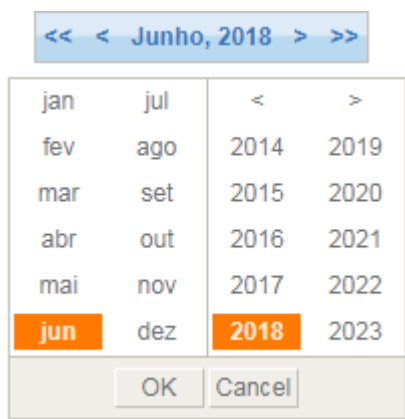 << < Junho, 2018 > >>
jan jul < >
fev ago 2014 2019
mar set 2015 2020
abr out 2016 2021
mai nov 2017 2022
jun dez 2018 2023
OK Cancel